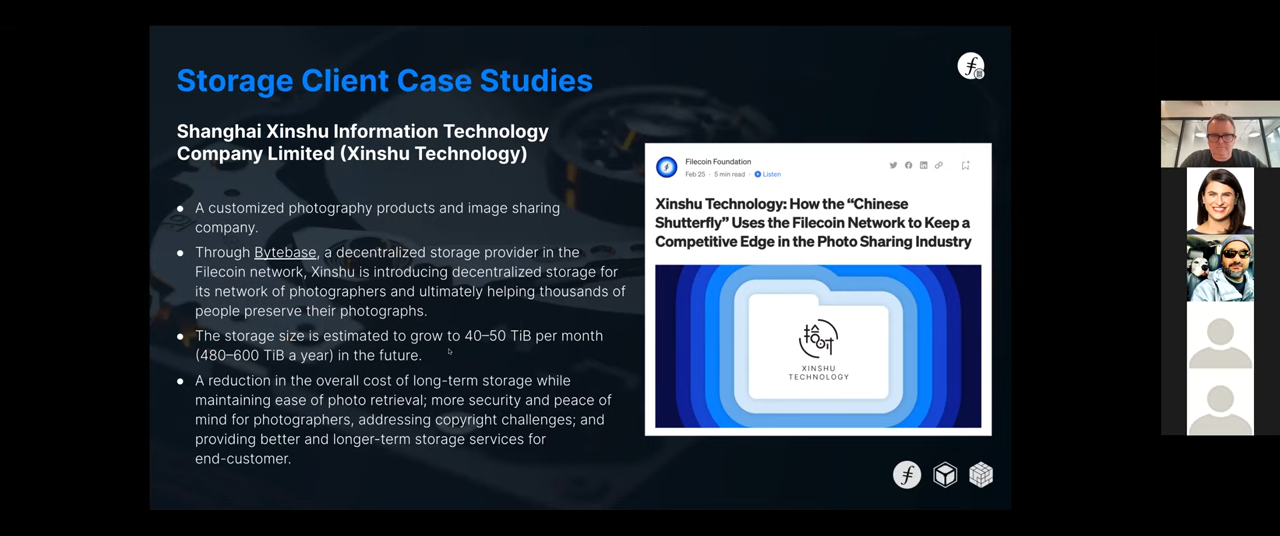 Storage Client Case Studies
Shanghai Xinshu Information Technology
Company Limited (Xinshu Technology)
● A customized photography products and image sharing
company.
● Through Bytebase, a decentralized storage provider in the
Filecoin network, Xinshu is introducing decentralized storage for
its network of photographers and ultimately helping thousands of
people preserve their photographs.
● The storage size is estimated to grow to 40–50 TiB per month
(480–600 TiB a year) in the future.
● A reduction in the overall cost of long-term storage while
maintaining ease of photo retrieval; more security and peace of
mind for photographers, addressing copyright challenges; and
providing better and longer-term storage services for
end-customer.
Filecoin Foundation
Feb 25 · 5 min read · Listen
Xinshu Technology: How the “Chinese
Shutterfly” Uses the Filecoin Network to Keep a
Competitive Edge in the Photo Sharing Industry
XINSHU
TECHNOLOGY